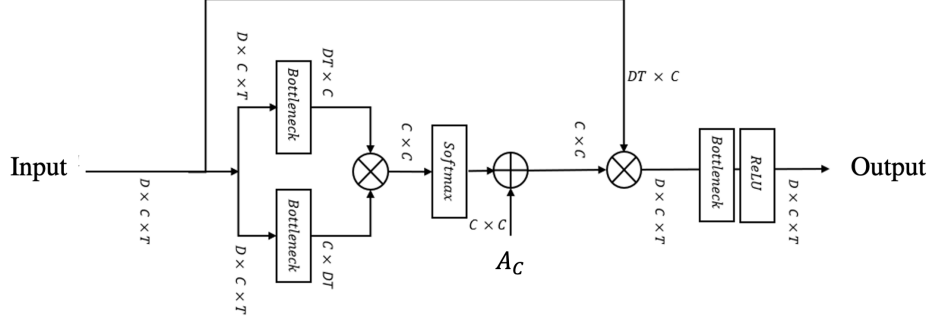 Input
D × C × T
D × C × T
D × C × T
Bottleneck
Bottleneck
DT × C
C × DT
C × C
Softmax
C × C
A_C
C × C
DT × C
D × C × T
Bottleneck
ReLU
D × C × T
Output